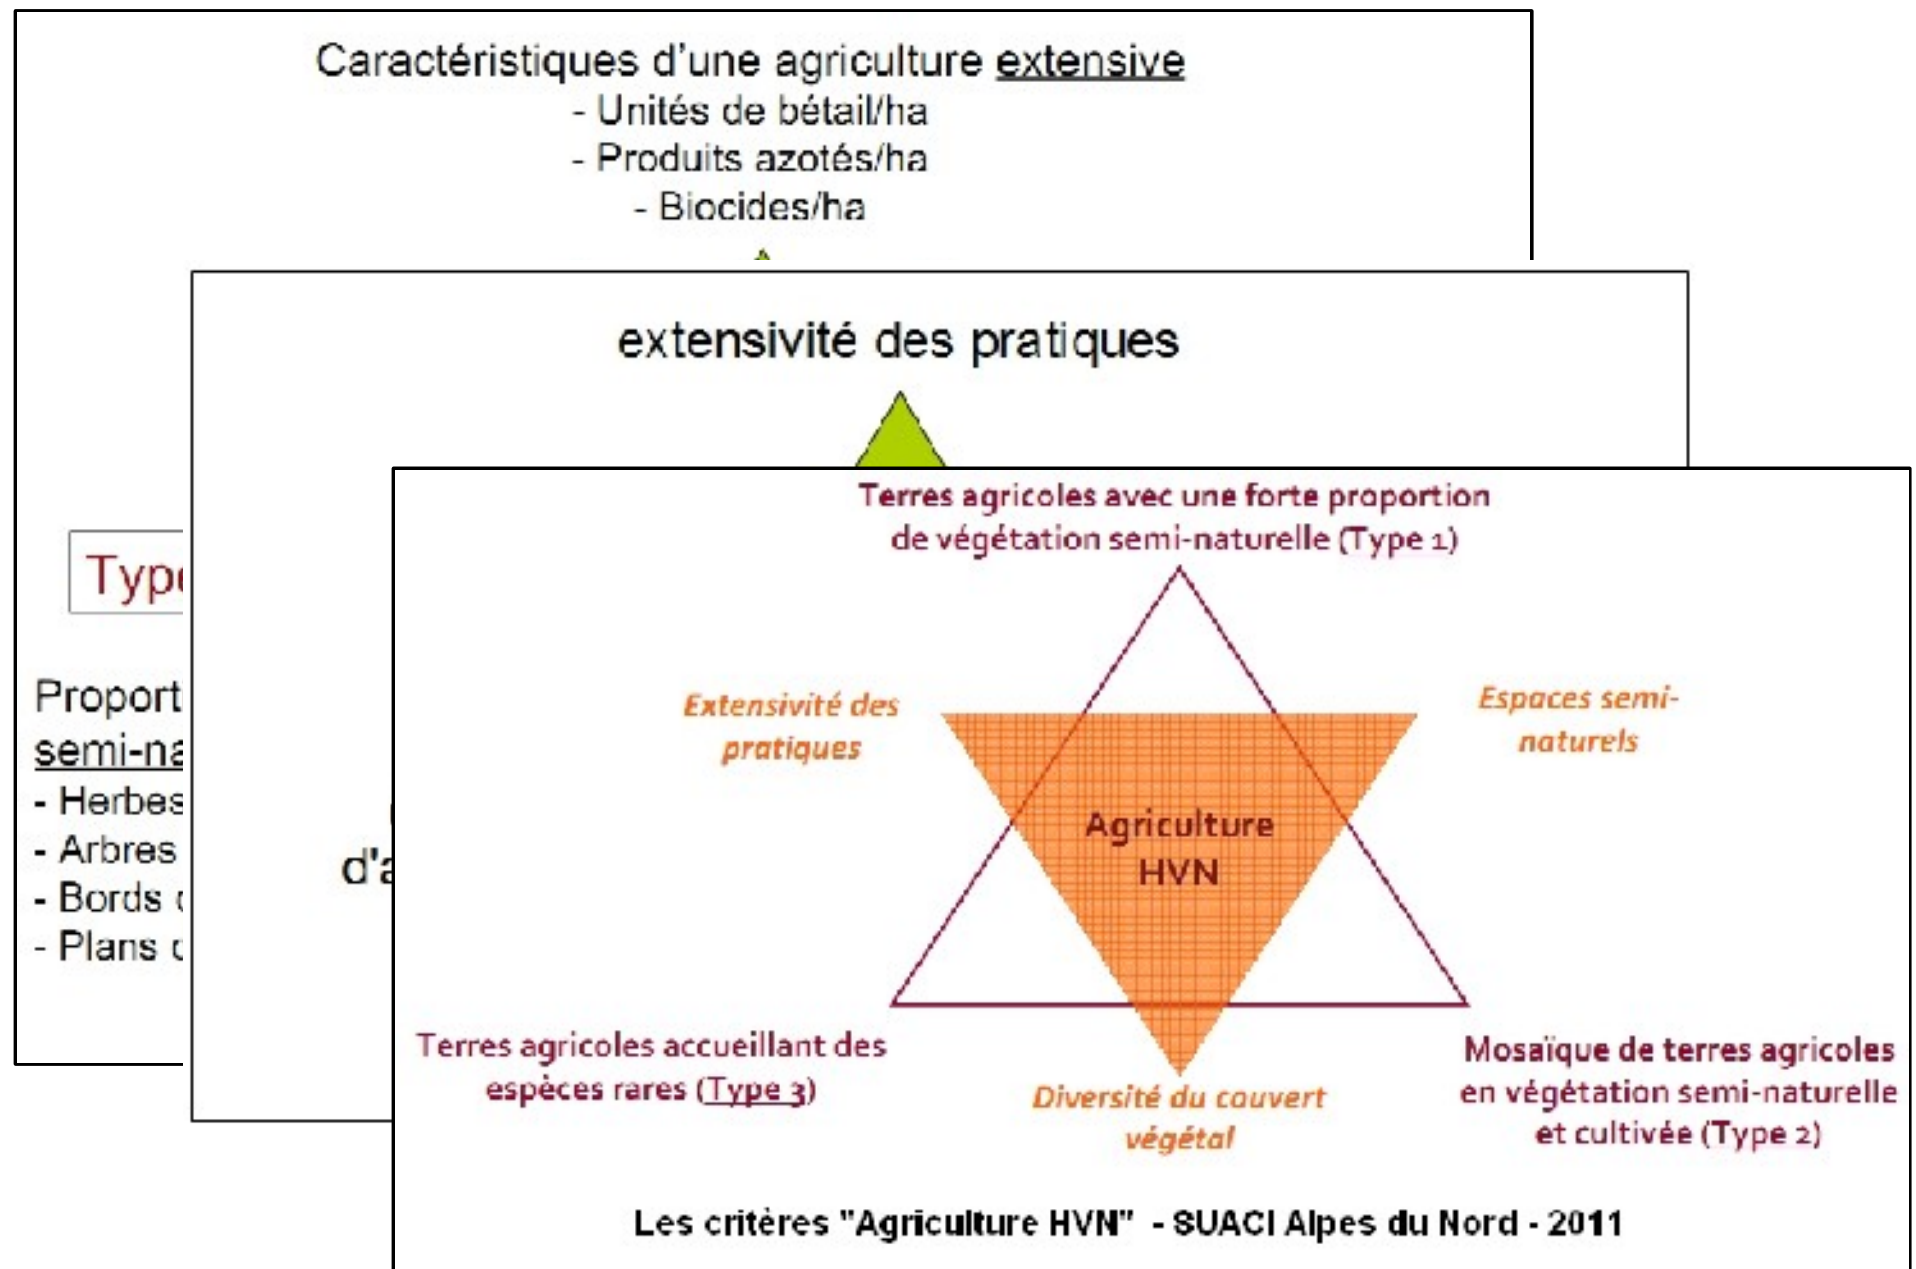 Caractéristiques d'une agriculture extensive
- Unités de bétail/ha
- Produits azotés/ha
- Biocides/ha
semi-na
- Herbes
- Arbres
- Bords
- Plans
extensivité des pratiques
Terres agricoles avec une forte proportion
de végétation semi-naturelle (Type 1)
Extensivité des
pratiques
Espaces semi-
naturels
Agriculture
HVN
Terres agricoles accueillant des
espèces rares (Type 3)
Diversité du couvert
végétal
Mosaïque de terres agricoles
en végétation semi-naturelle
et cultivée (Type 2)
Les critères "Agriculture HVN" - SUACI Alpes du Nord - 2011